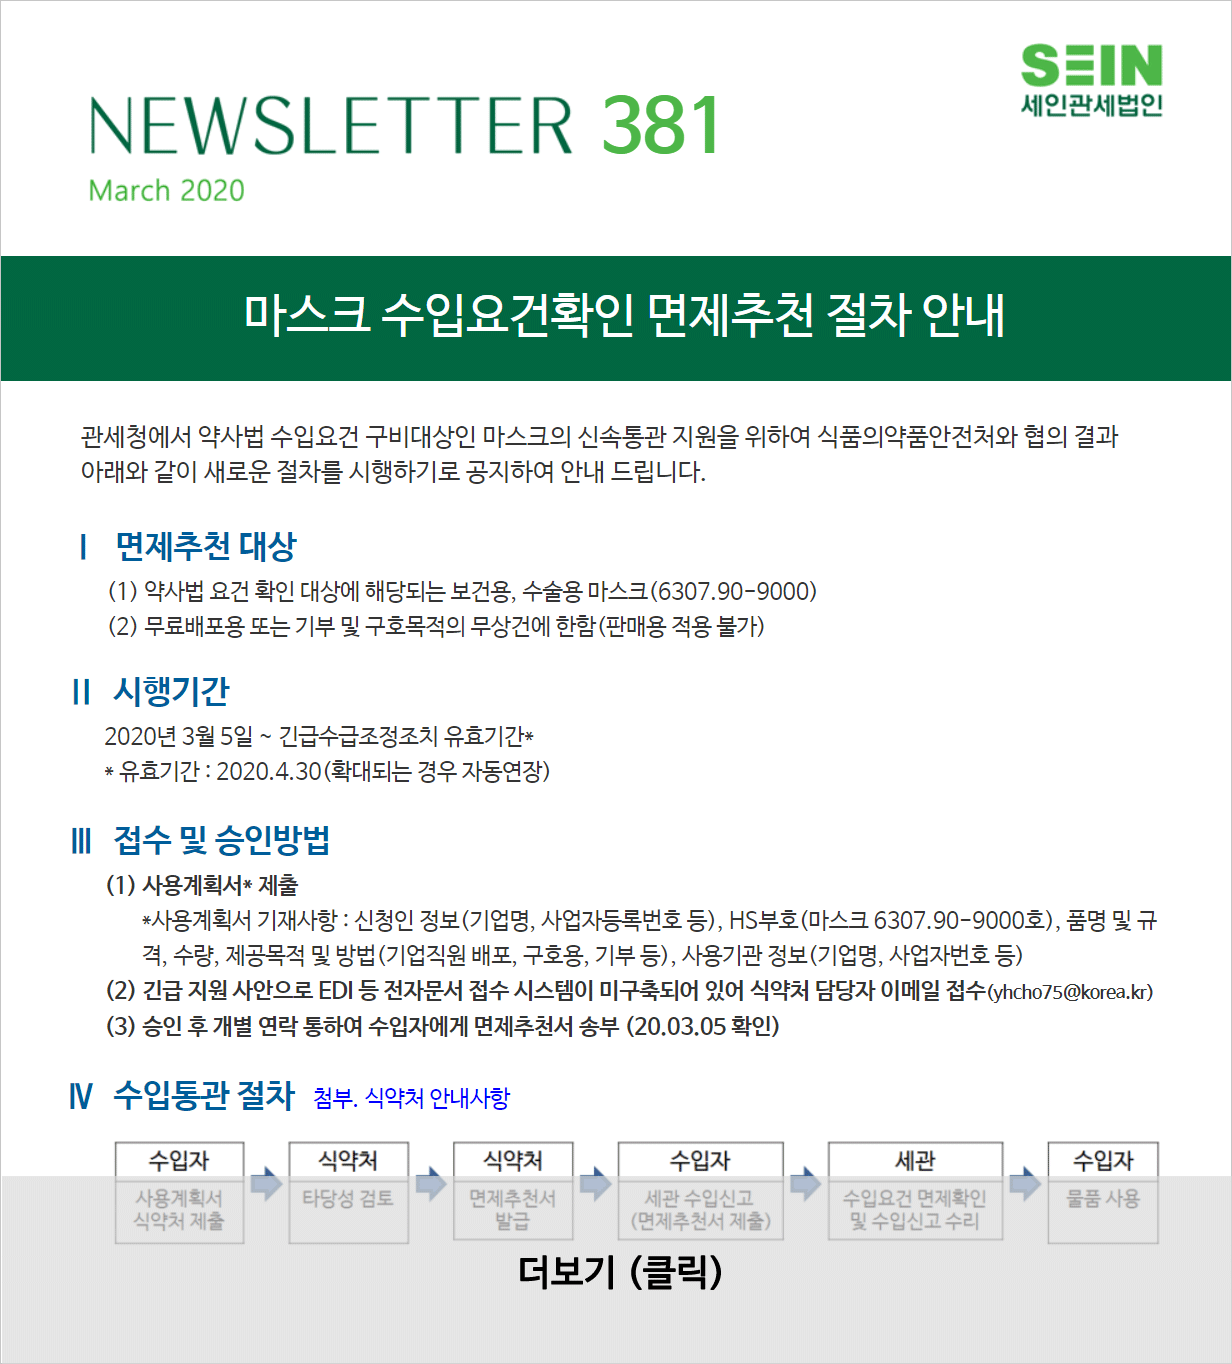 SEIN
세인관세법인
NEWSLETTER 381
March 2020
마스크 수입요건확인 면제추천 절차 안내
관세청에서 약사법 수입요건 구비대상인 마스크의 신속통관 지원을 위하여 식품의약품안전처와 협의 결과
아래와 같이 새로운 절차를 시행하기로 공지하여 안내 드립니다.
Ⅰ 면제추천 대상
(1) 약사법 요건 확인 대상에 해당되는 보건용, 수술용 마스크(6307.90-9000)
(2) 무료배포용 또는 기부 및 구호목적의 무상건에 한함(판매용 적용 불가)
Ⅱ 시행기간
2020년 3월 5일 ~ 긴급수급조정조치 유효기간*
* 유효기간 : 2020.4.30(확대되는 경우 자동연장)
Ⅲ 접수 및 승인방법
(1) 사용계획서* 제출
*사용계획서 기재사항 : 신청인 정보(기업명, 사업자등록번호 등), HS부호(마스크 6307.90-9000호), 품명 및 규
격, 수량, 제공목적 및 방법(기업직원 배포, 구호용, 기부 등), 사용기관 정보(기업명, 사업자번호 등)
(2) 긴급 지원 사안으로 EDI 등 전자문서 접수 시스템이 미구축되어 있어 식약처 담당자 이메일 접수(yhcho75@korea.kr)
(3) 승인 후 개별 연락 통하여 수입자에게 면제추천서 송부 (20.03.05 확인)
Ⅳ 수입통관 절차 첨부. 식약처 안내사항
수입자
사용계획서
식약처 제출
식약처
타당성 검토
식약처
면제추천서
발급
수입자
세관 수입신고
(면제추천서 제출)
세관
수입요건 면제확인
및 수입신고 수리
수입자
물품 사용
더보기 (클릭)